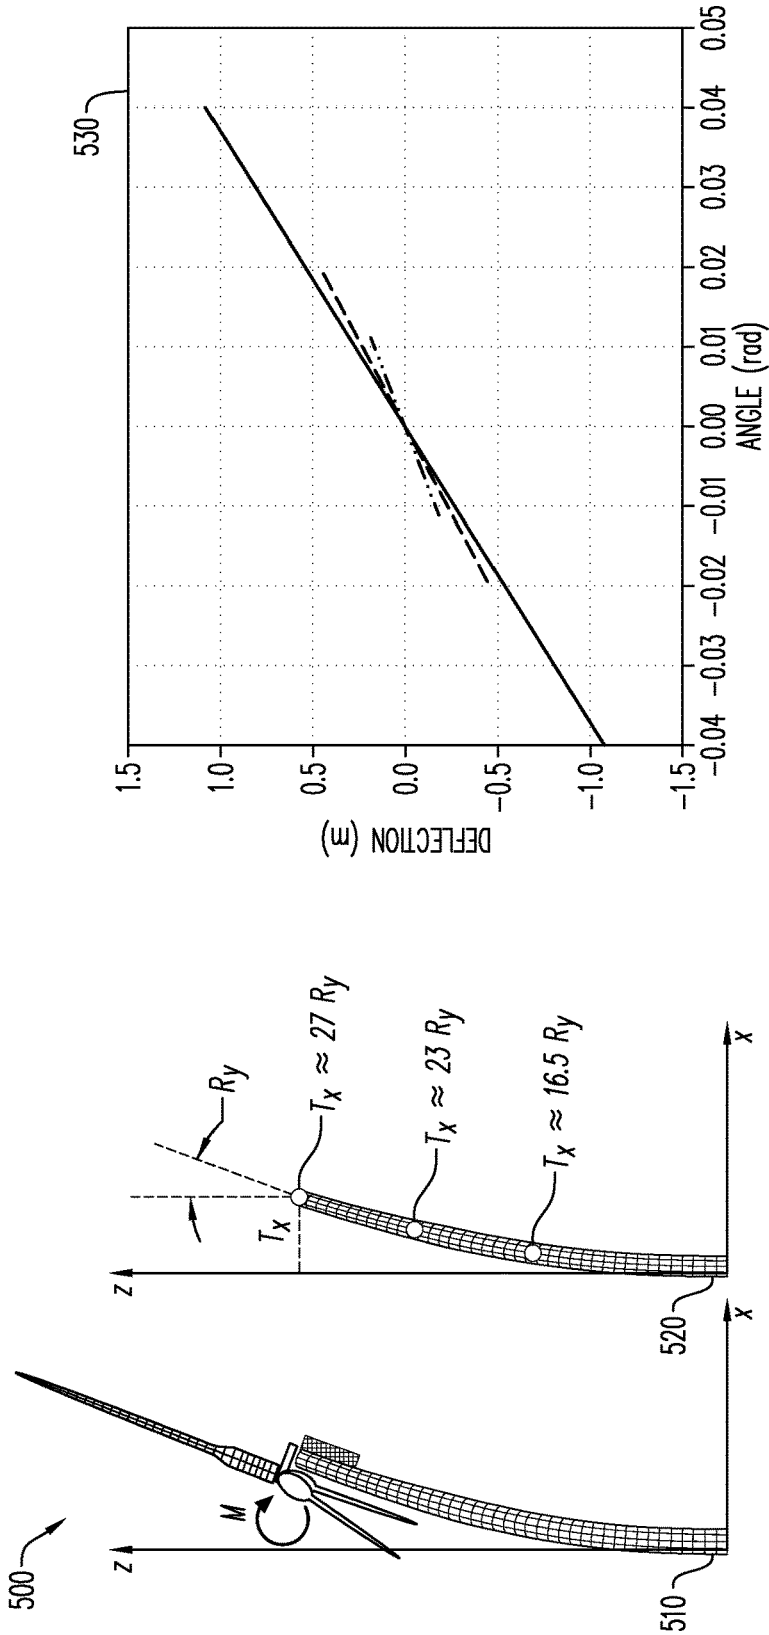 500
M
z
x
510
z
x
520
Tx
Ry
Tx ≈ 27 Ry
Tx ≈ 23 Ry
Tx ≈ 16.5 Ry
530
DEFLECTION (m)
1.5
1.0
0.5
0.0
−0.5
−1.0
−1.5
−0.04 −0.03 −0.02 −0.01 0.00 0.01 0.02 0.03 0.04 0.05
ANGLE (rad)